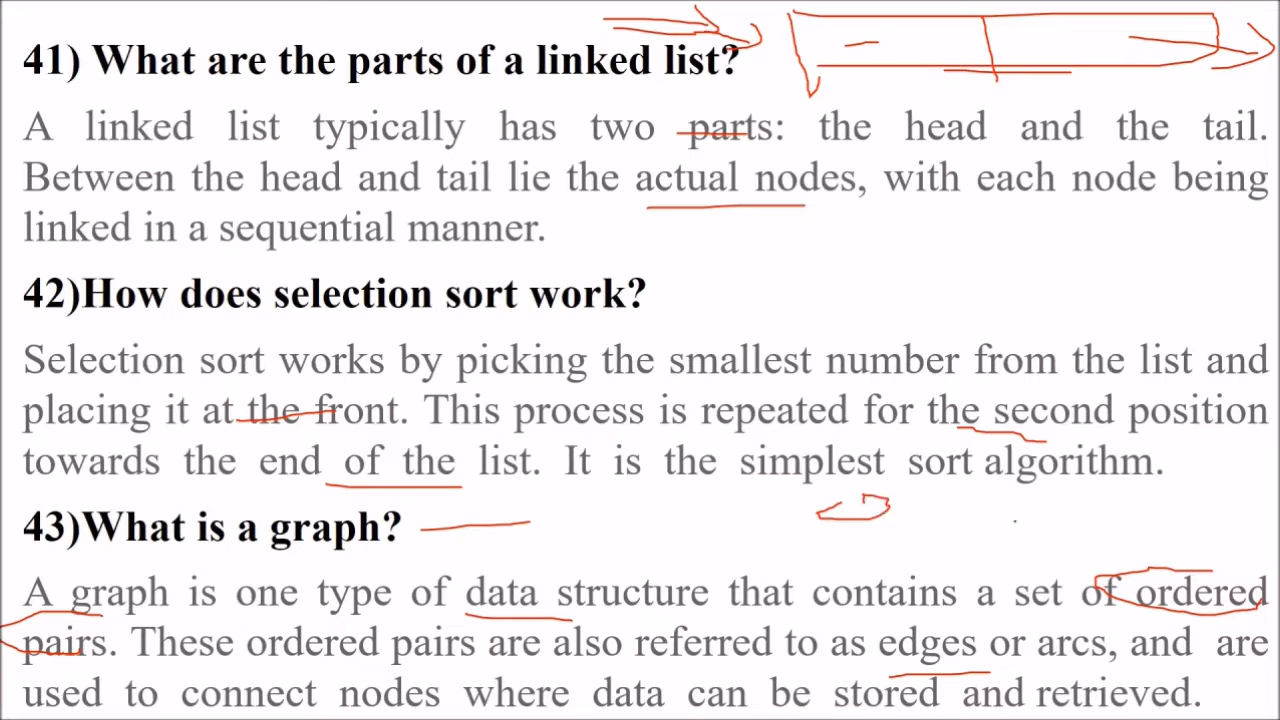 41) What are the parts of a linked list?
A linked list typically has two parts: the head and the tail.
Between the head and tail lie the actual nodes, with each node being
linked in a sequential manner.
42)How does selection sort work?
Selection sort works by picking the smallest number from the list and
placing it at the front. This process is repeated for the second position
towards the end of the list. It is the simplest sort algorithm.
43)What is a graph?
A graph is one type of data structure that contains a set of ordered
pairs. These ordered pairs are also referred to as edges or arcs, and are
used to connect nodes where data can be stored and retrieved.